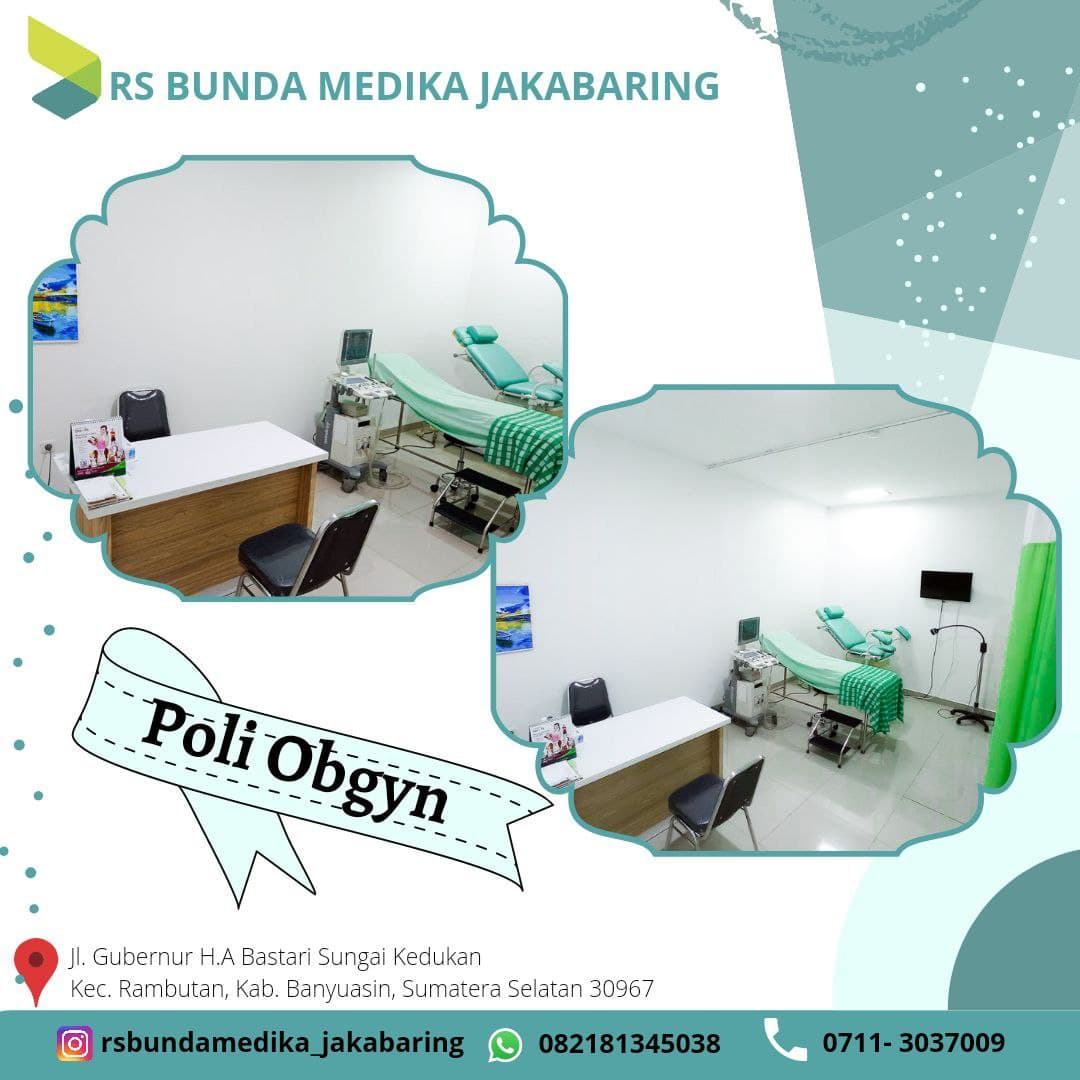 RS BUNDA MEDIKA JAKABARING
Poli Obgyn
Jl. Gubernur H.A Bastari Sungai Kedukan
Kec. Rambutan, Kab. Banyuasin, Sumatera Selatan 30967
rsbundamedika_jakabaring
082181345038
0711- 3037009